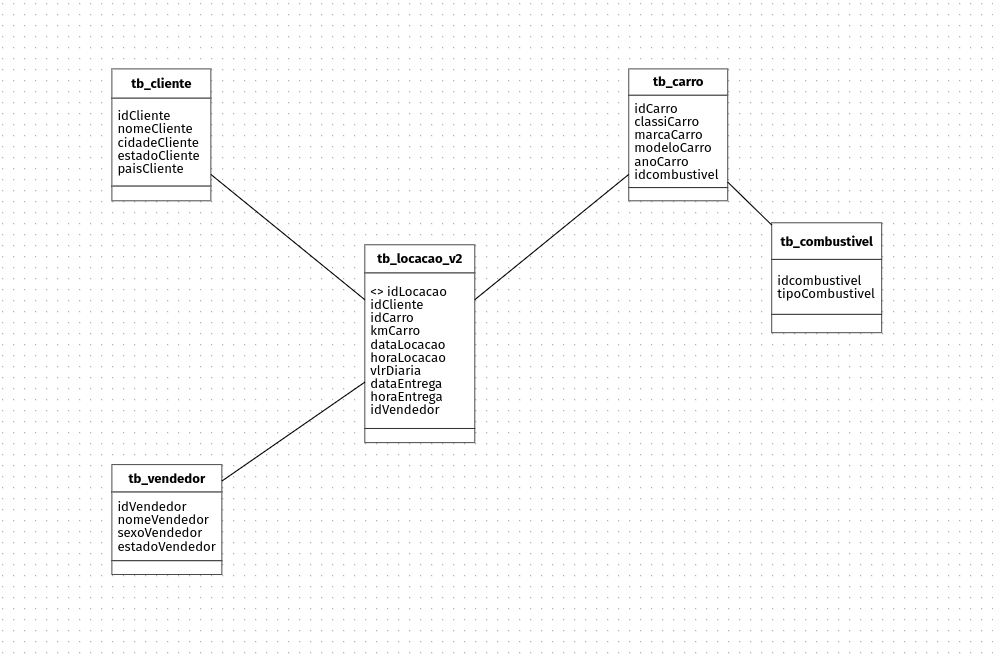 tb_cliente
idCliente
nomeCliente
cidadeCliente
estadoCliente
paisCliente
tb_carro
idCarro
classiCarro
marcaCarro
modeloCarro
anoCarro
idcombustivel
tb_combustivel
idcombustivel
tipoCombustivel
tb_locacao_v2
<> idLocacao
idCliente
idCarro
kmCarro
dataLocacao
horaLocacao
vlrDiaria
dataEntrega
horaEntrega
idVendedor
tb_vendedor
idVendedor
nomeVendedor
sexoVendedor
estadoVendedor